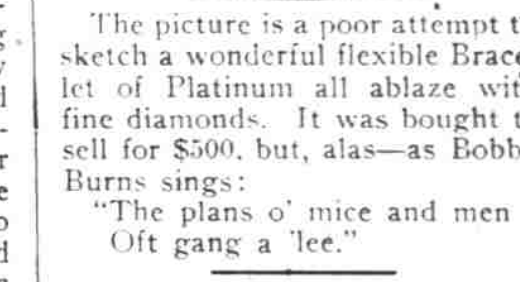 The picture is a poor attempt t
sketch a wonderful flexible Brace
let of Platinum all ablaze wit
fine diamonds. It was bought t
sell for $500. but, alas—as Bobb
Burns sings:
"The plans o' mice and men
Oft gang a 'lee."